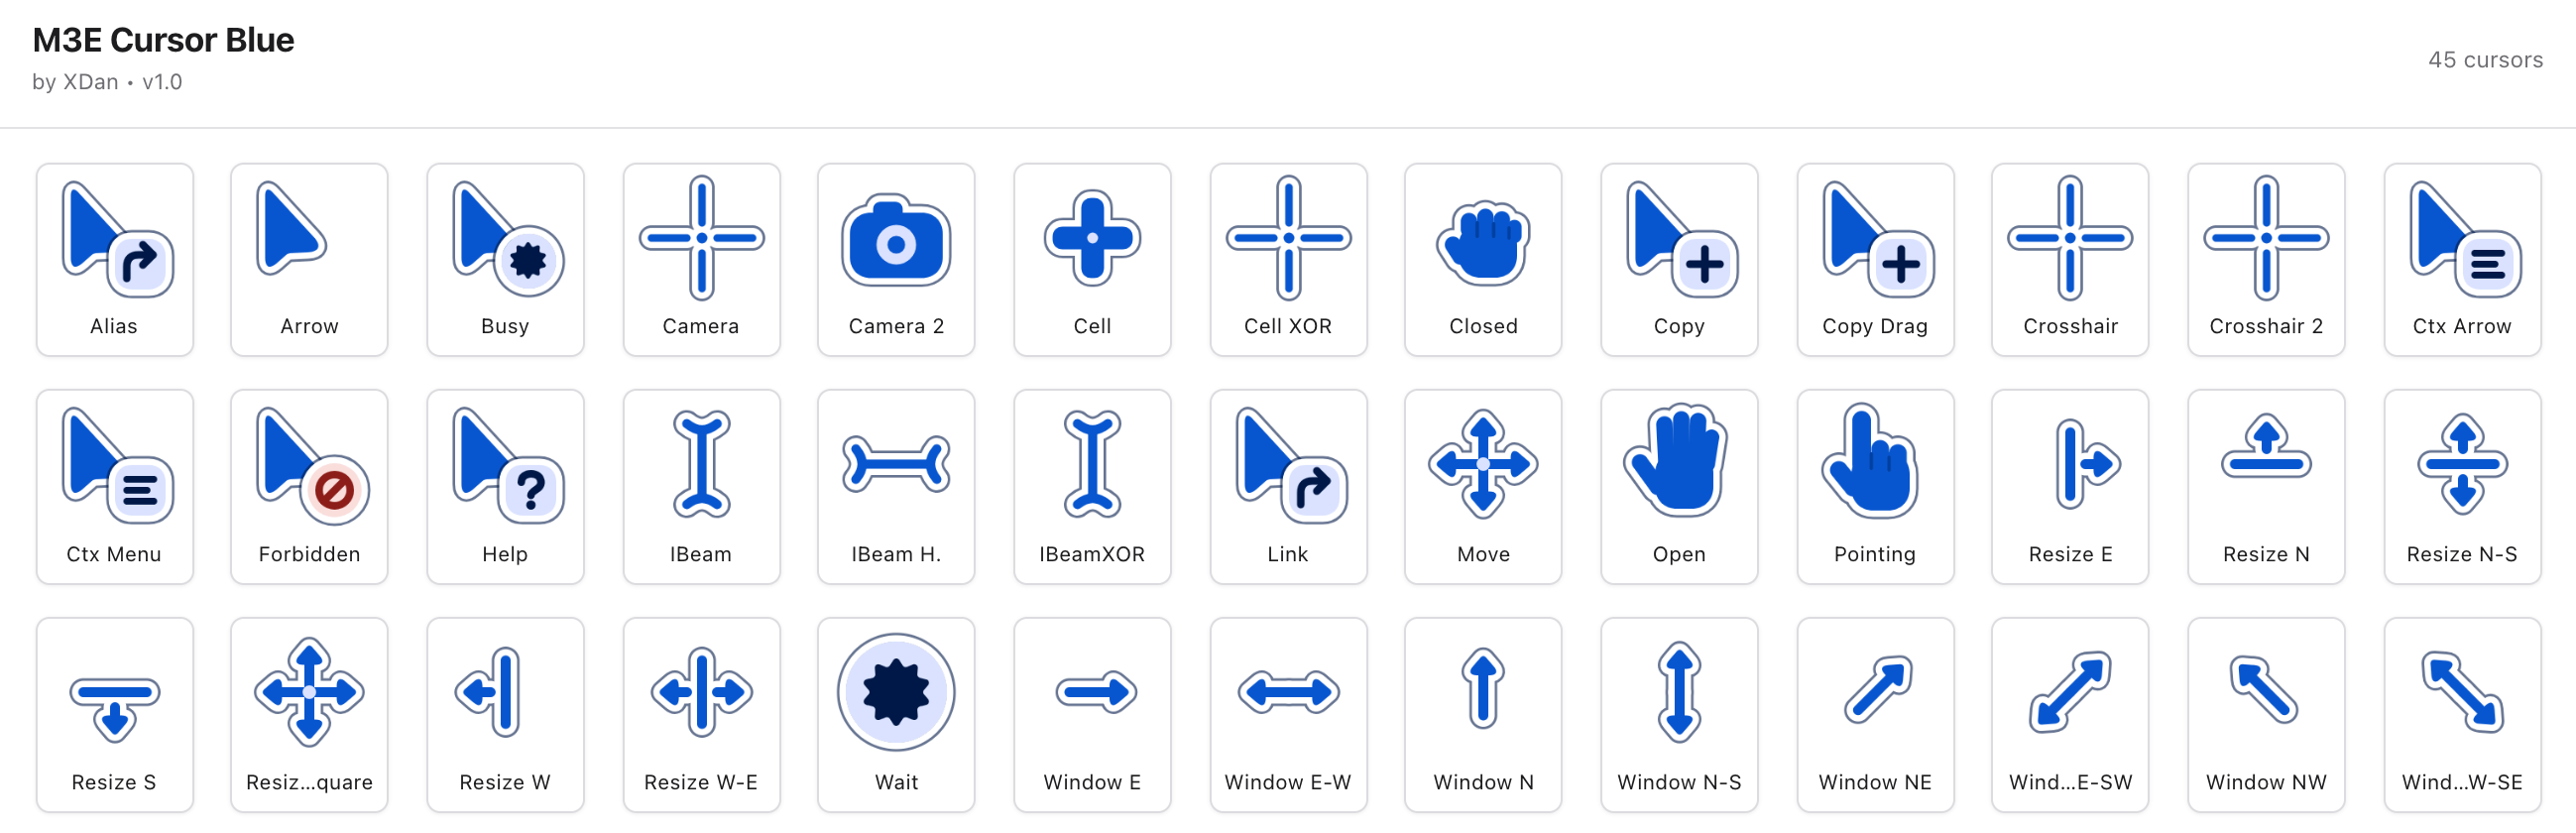 M3E Cursor Blue
by XDan • v1.0
45 cursors
Alias
Arrow
Busy
Camera
Camera 2
Cell
Cell XOR
Closed
Copy
Copy Drag
Crosshair
Crosshair 2
Ctx Arrow
Ctx Menu
Forbidden
?
Help
IBeam
IBeam H.
IBeamXOR
Link
Move
Open
Pointing
Resize E
Resize N
Resize N-S
Resize S
Resiz...quare
Resize W
Resize W-E
Wait
Window E
Window E-W
Window N
Window N-S
Window NE
Wind...E-SW
Window NW
Wind...W-SE